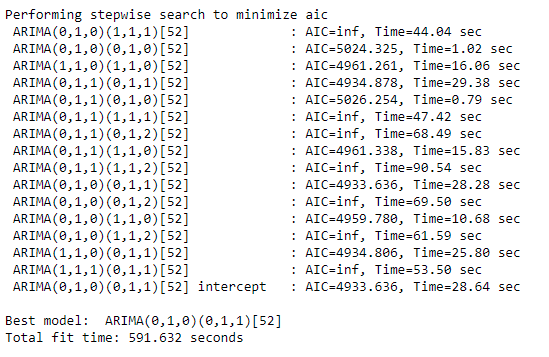 Performing stepwise search to minimize aic
 ARIMA(0,1,0)(1,1,1)[52]             : AIC=inf, Time=44.04 sec
 ARIMA(0,1,0)(0,1,0)[52]             : AIC=5024.325, Time=1.02 sec
 ARIMA(1,1,0)(1,1,0)[52]             : AIC=4961.261, Time=16.06 sec
 ARIMA(0,1,1)(0,1,1)[52]             : AIC=4934.878, Time=29.38 sec
 ARIMA(0,1,1)(0,1,0)[52]             : AIC=5026.254, Time=0.79 sec
 ARIMA(0,1,1)(1,1,1)[52]             : AIC=inf, Time=47.42 sec
 ARIMA(0,1,1)(0,1,2)[52]             : AIC=inf, Time=68.49 sec
 ARIMA(0,1,1)(1,1,0)[52]             : AIC=4961.338, Time=15.83 sec
 ARIMA(0,1,1)(1,1,2)[52]             : AIC=inf, Time=90.54 sec
 ARIMA(0,1,0)(0,1,1)[52]             : AIC=4933.636, Time=28.28 sec
 ARIMA(0,1,0)(0,1,2)[52]             : AIC=inf, Time=69.50 sec
 ARIMA(0,1,0)(1,1,0)[52]             : AIC=4959.780, Time=10.68 sec
 ARIMA(0,1,0)(1,1,2)[52]             : AIC=inf, Time=61.59 sec
 ARIMA(1,1,0)(0,1,1)[52]             : AIC=4934.806, Time=25.80 sec
 ARIMA(1,1,1)(0,1,1)[52]             : AIC=inf, Time=53.50 sec
 ARIMA(0,1,0)(0,1,1)[52] intercept   : AIC=4933.636, Time=28.64 sec
Best model:  ARIMA(0,1,0)(0,1,1)[52]
Total fit time: 591.632 seconds